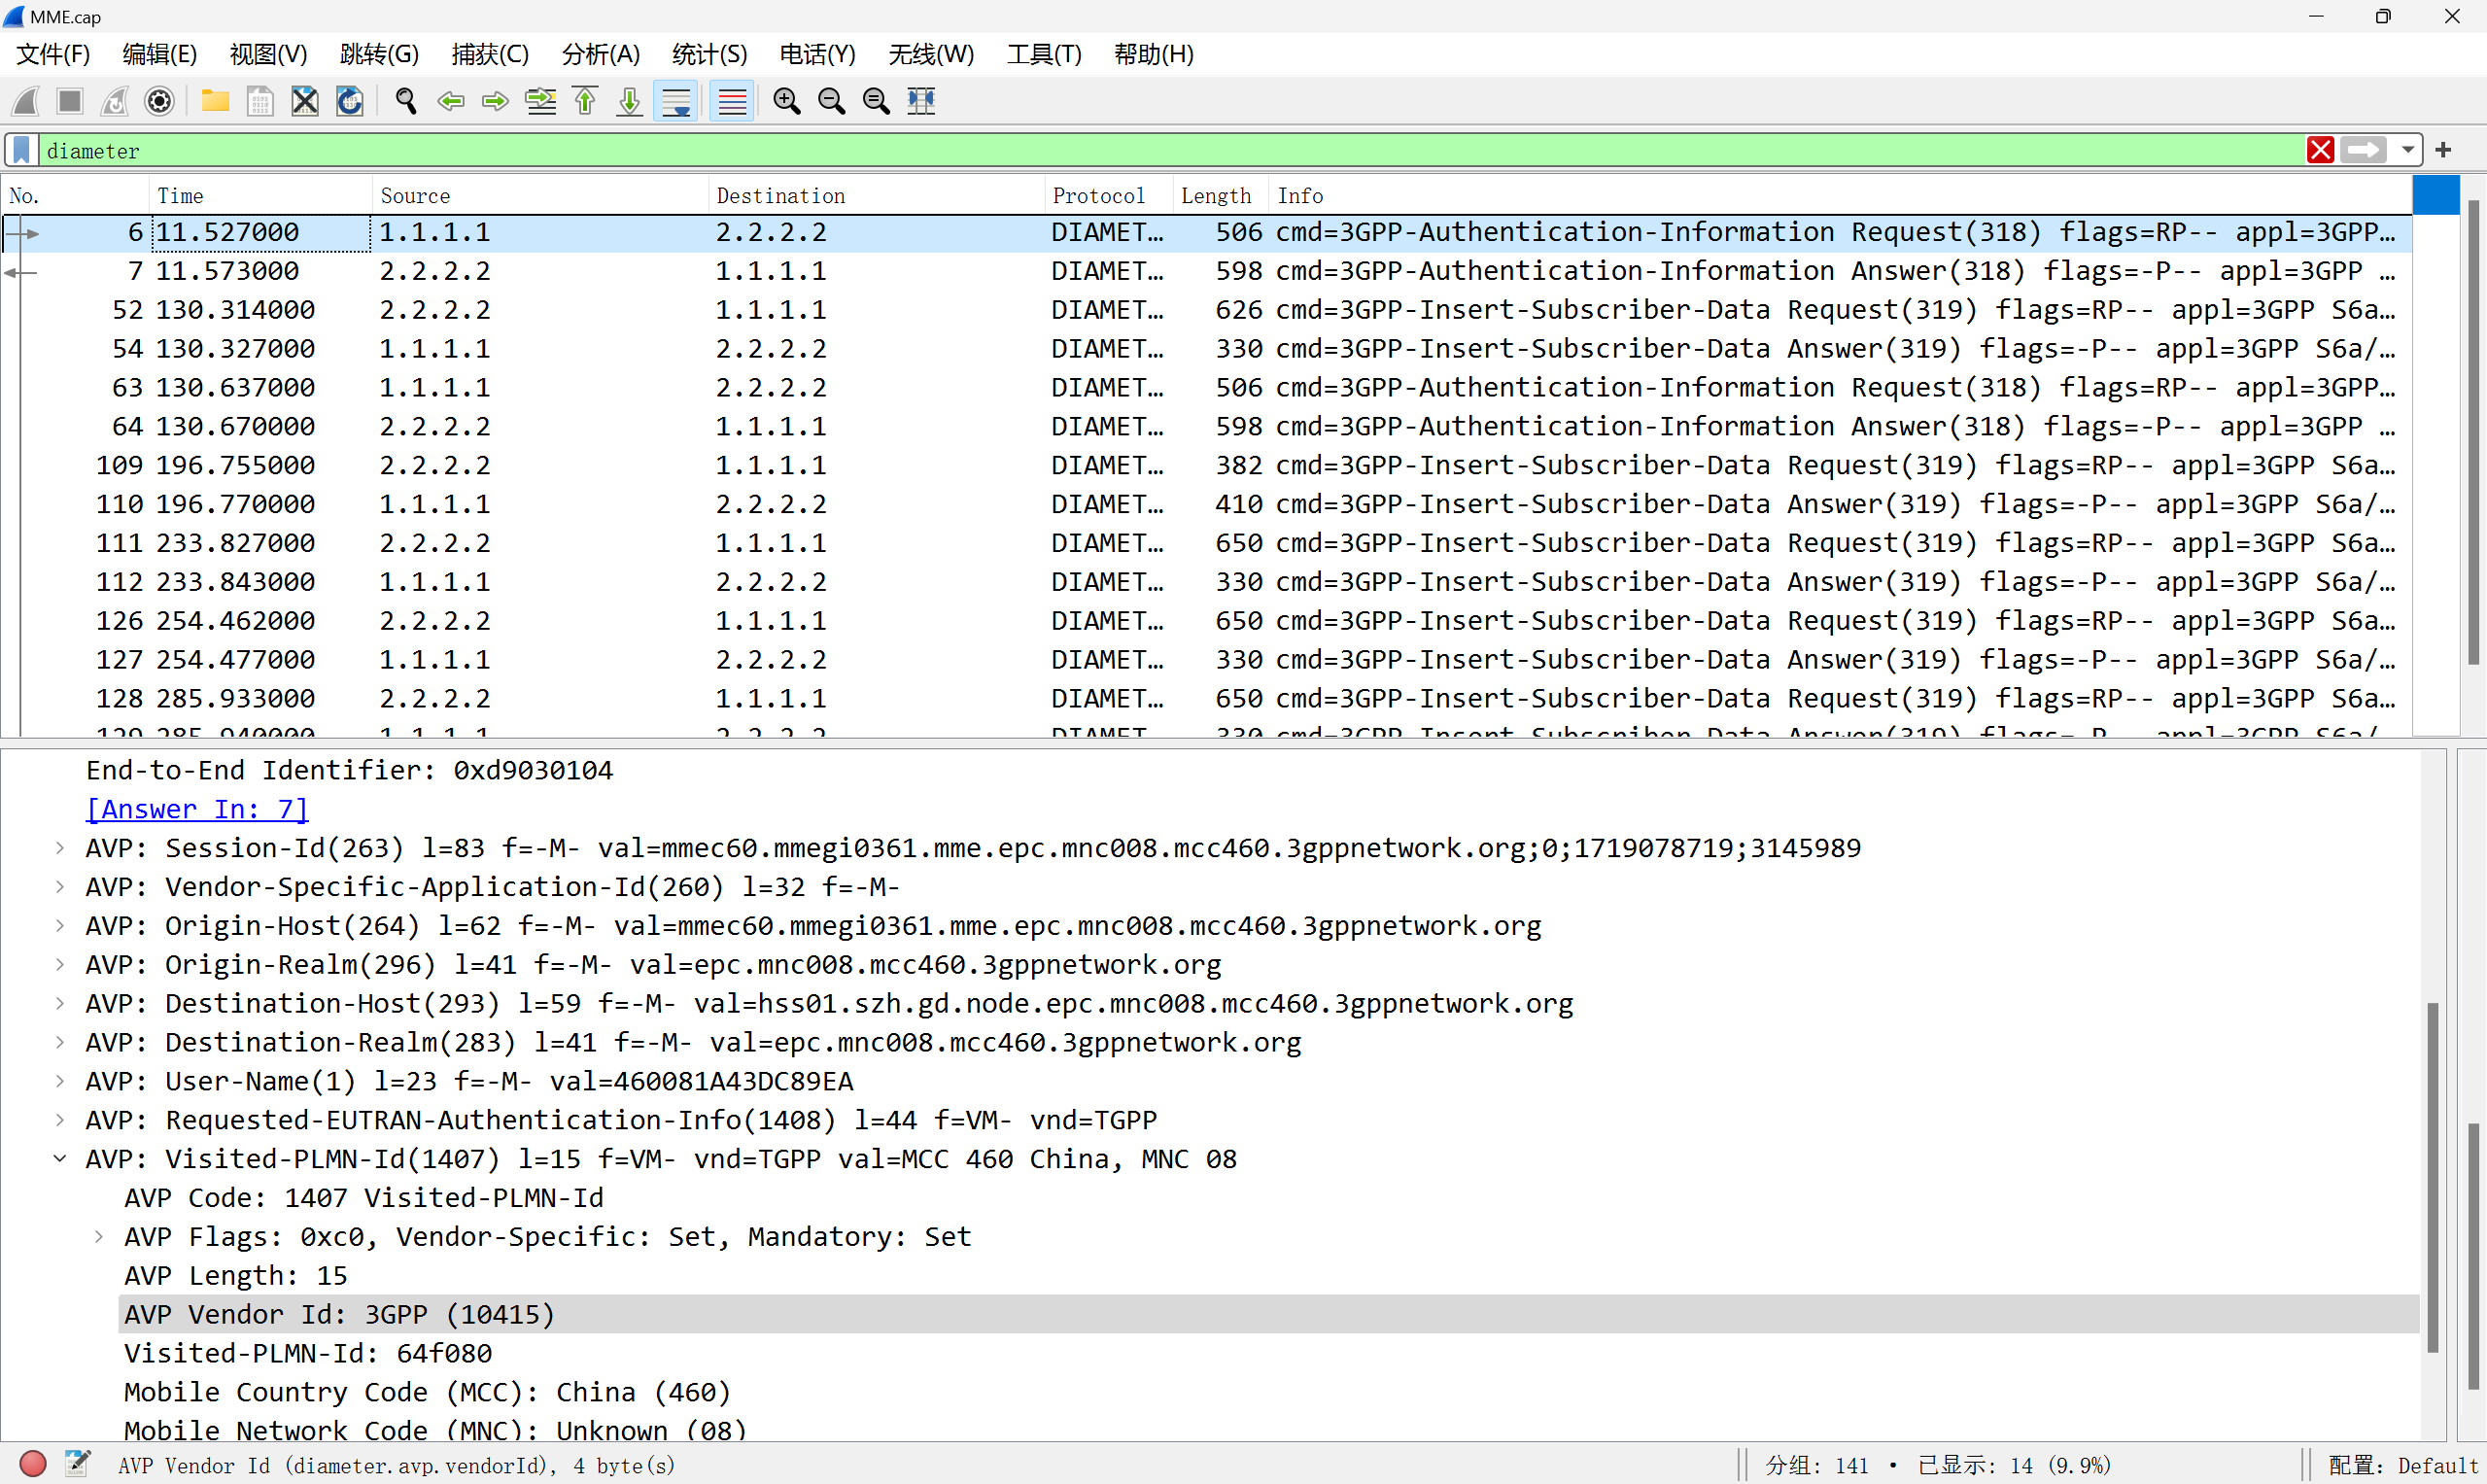 MME.cap
文件(F) 编辑(E) 视图(V) 跳转(G) 捕获(C) 分析(A) 统计(S) 电话(Y) 无线(W) 工具(T) 帮助(H)
diameter
No. Time Source Destination Protocol Length Info
6 11.527000 1.1.1.1 2.2.2.2 DIAMET… 506 cmd=3GPP-Authentication-Information Request(318) flags=RP-- appl=3GPP…
7 11.573000 2.2.2.2 1.1.1.1 DIAMET… 598 cmd=3GPP-Authentication-Information Answer(318) flags=-P-- appl=3GPP …
52 130.314000 2.2.2.2 1.1.1.1 DIAMET… 626 cmd=3GPP-Insert-Subscriber-Data Request(319) flags=RP-- appl=3GPP S6a…
54 130.327000 1.1.1.1 2.2.2.2 DIAMET… 330 cmd=3GPP-Insert-Subscriber-Data Answer(319) flags=-P-- appl=3GPP S6a/…
63 130.637000 1.1.1.1 2.2.2.2 DIAMET… 506 cmd=3GPP-Authentication-Information Request(318) flags=RP-- appl=3GPP…
64 130.670000 2.2.2.2 1.1.1.1 DIAMET… 598 cmd=3GPP-Authentication-Information Answer(318) flags=-P-- appl=3GPP …
109 196.755000 2.2.2.2 1.1.1.1 DIAMET… 382 cmd=3GPP-Insert-Subscriber-Data Request(319) flags=RP-- appl=3GPP S6a…
110 196.770000 1.1.1.1 2.2.2.2 DIAMET… 410 cmd=3GPP-Insert-Subscriber-Data Answer(319) flags=-P-- appl=3GPP S6a/…
111 233.827000 2.2.2.2 1.1.1.1 DIAMET… 650 cmd=3GPP-Insert-Subscriber-Data Request(319) flags=RP-- appl=3GPP S6a…
112 233.843000 1.1.1.1 2.2.2.2 DIAMET… 330 cmd=3GPP-Insert-Subscriber-Data Answer(319) flags=-P-- appl=3GPP S6a/…
126 254.462000 2.2.2.2 1.1.1.1 DIAMET… 650 cmd=3GPP-Insert-Subscriber-Data Request(319) flags=RP-- appl=3GPP S6a…
127 254.477000 1.1.1.1 2.2.2.2 DIAMET… 330 cmd=3GPP-Insert-Subscriber-Data Answer(319) flags=-P-- appl=3GPP S6a/…
128 285.933000 2.2.2.2 1.1.1.1 DIAMET… 650 cmd=3GPP-Insert-Subscriber-Data Request(319) flags=RP-- appl=3GPP S6a…
129 285.940000 1.1.1.1 2.2.2.2 DIAMET… 330 cmd=3GPP-Insert-Subscriber-Data Answer(319) flags=-P-- appl=3GPP S6a/…
End-to-End Identifier: 0xd9030104
[Answer In: 7]
AVP: Session-Id(263) l=83 f=-M- val=mmec60.mmegi0361.mme.epc.mnc008.mcc460.3gppnetwork.org;0;1719078719;3145989
AVP: Vendor-Specific-Application-Id(260) l=32 f=-M-
AVP: Origin-Host(264) l=62 f=-M- val=mmec60.mmegi0361.mme.epc.mnc008.mcc460.3gppnetwork.org
AVP: Origin-Realm(296) l=41 f=-M- val=epc.mnc008.mcc460.3gppnetwork.org
AVP: Destination-Host(293) l=59 f=-M- val=hss01.szh.gd.node.epc.mnc008.mcc460.3gppnetwork.org
AVP: Destination-Realm(283) l=41 f=-M- val=epc.mnc008.mcc460.3gppnetwork.org
AVP: User-Name(1) l=23 f=-M- val=460081A43DC89EA
AVP: Requested-EUTRAN-Authentication-Info(1408) l=44 f=VM- vnd=TGPP
AVP: Visited-PLMN-Id(1407) l=15 f=VM- vnd=TGPP val=MCC 460 China, MNC 08
AVP Code: 1407 Visited-PLMN-Id
AVP Flags: 0xc0, Vendor-Specific: Set, Mandatory: Set
AVP Length: 15
AVP Vendor Id: 3GPP (10415)
Visited-PLMN-Id: 64f080
Mobile Country Code (MCC): China (460)
Mobile Network Code (MNC): Unknown (08)
AVP Vendor Id (diameter.avp.vendorId), 4 byte(s) 分组: 141 · 已显示: 14 (9.9%) 配置: Default